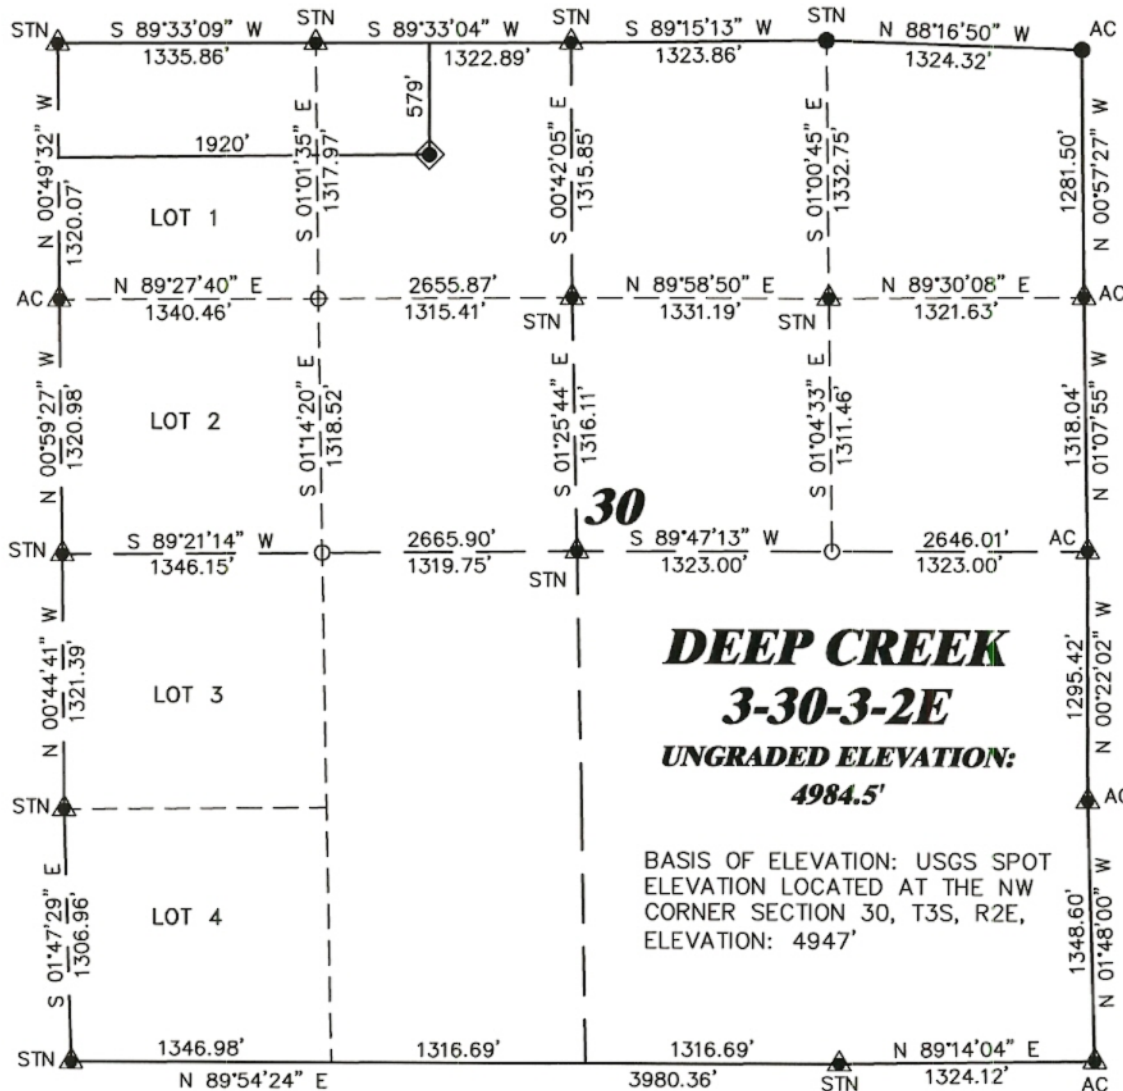 STN
S 89°33'09" W
1335.86'
STN
S 89°33'04" W
1322.89'
STN
S 89°15'13" W
1323.86'
STN
N 88°16'50" W
1324.32'
AC
579'
1920'
N 00°49'32" W
1320.07'
LOT 1
S 01°01'35" E
1317.97'
S 00°42'05" E
1315.85'
S 01°00'45" E
1332.75'
1281.50'
N 00°57'27" W
AC
N 89°27'40" E
1340.46'
2655.87'
1315.41'
STN
N 89°58'50" E
1331.19'
STN
N 89°30'08" E
1321.63'
AC
N 00°59'27" W
1320.98'
LOT 2
S 01°14'20" E
1318.52'
S 01°25'44" E
1316.11'
S 01°04'33" E
1311.46'
1318.04'
N 01°07'55" W
30
STN
S 89°21'14" W
1346.15'
2665.90'
1319.75'
STN
S 89°47'13" W
1323.00'
2646.01'
1323.00'
AC
N 00°44'41" W
1321.39'
LOT 3
DEEP CREEK
3-30-3-2E
UNGRADED ELEVATION:
4984.5'
1295.42'
N 00°22'02" W
STN
AC
BASIS OF ELEVATION: USGS SPOT
ELEVATION LOCATED AT THE NW
CORNER SECTION 30, T3S, R2E,
ELEVATION: 4947'
S 01°47'29" E
1306.96'
LOT 4
1348.60'
N 01°48'00" W
STN
1346.98'
N 89°54'24" E
1316.69'
1316.69'
3980.36'
STN
N 89°14'04" E
1324.12'
AC